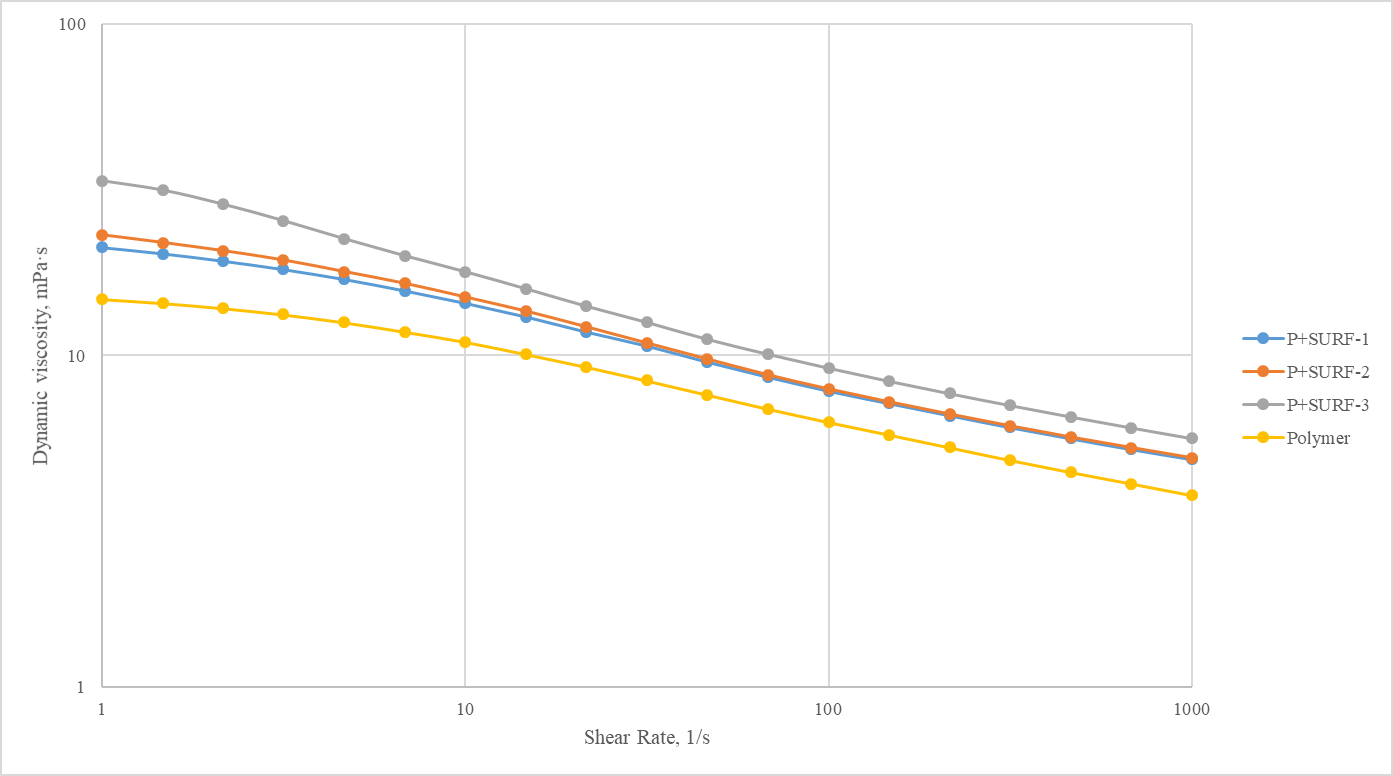 100
10
1
1
10
100
1000
Shear Rate, 1/s
Dynamic viscosity, mPa·s
P+SURF-1
P+SURF-2
P+SURF-3
Polymer